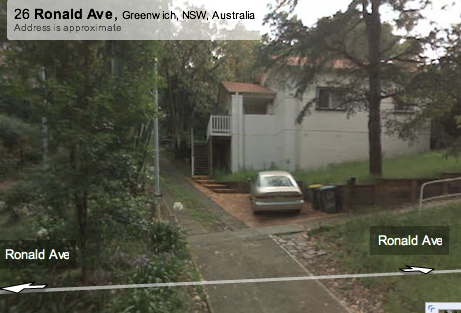 26 Ronald Ave, Greenwich, NSW, Australia
Address is approximate
Ronald Ave
Ronald Ave